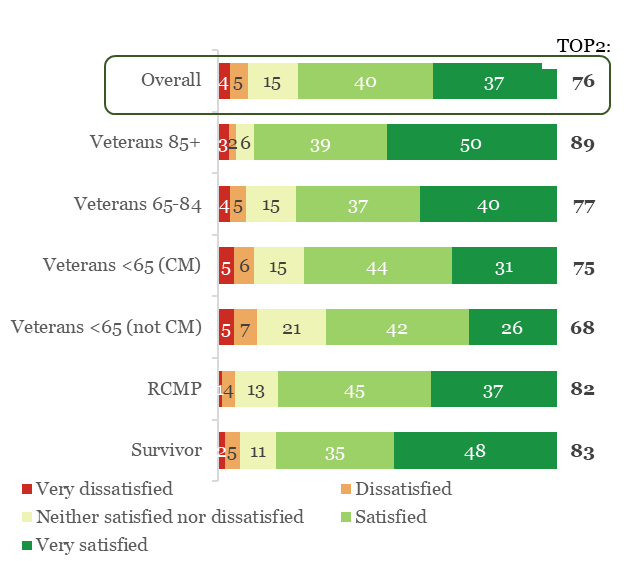 TOP2:
Overall 4 5 15 40 37 76
Veterans 85+ 3 2 6 39 50 89
Veterans 65-84 4 5 15 37 40 77
Veterans <65 (CM) 5 6 15 44 31 75
Veterans <65 (not CM) 5 7 21 42 26 68
RCMP 1 4 13 45 37 82
Survivor 2 5 11 35 48 83
Very dissatisfied Dissatisfied
Neither satisfied nor dissatisfied Satisfied
Very satisfied